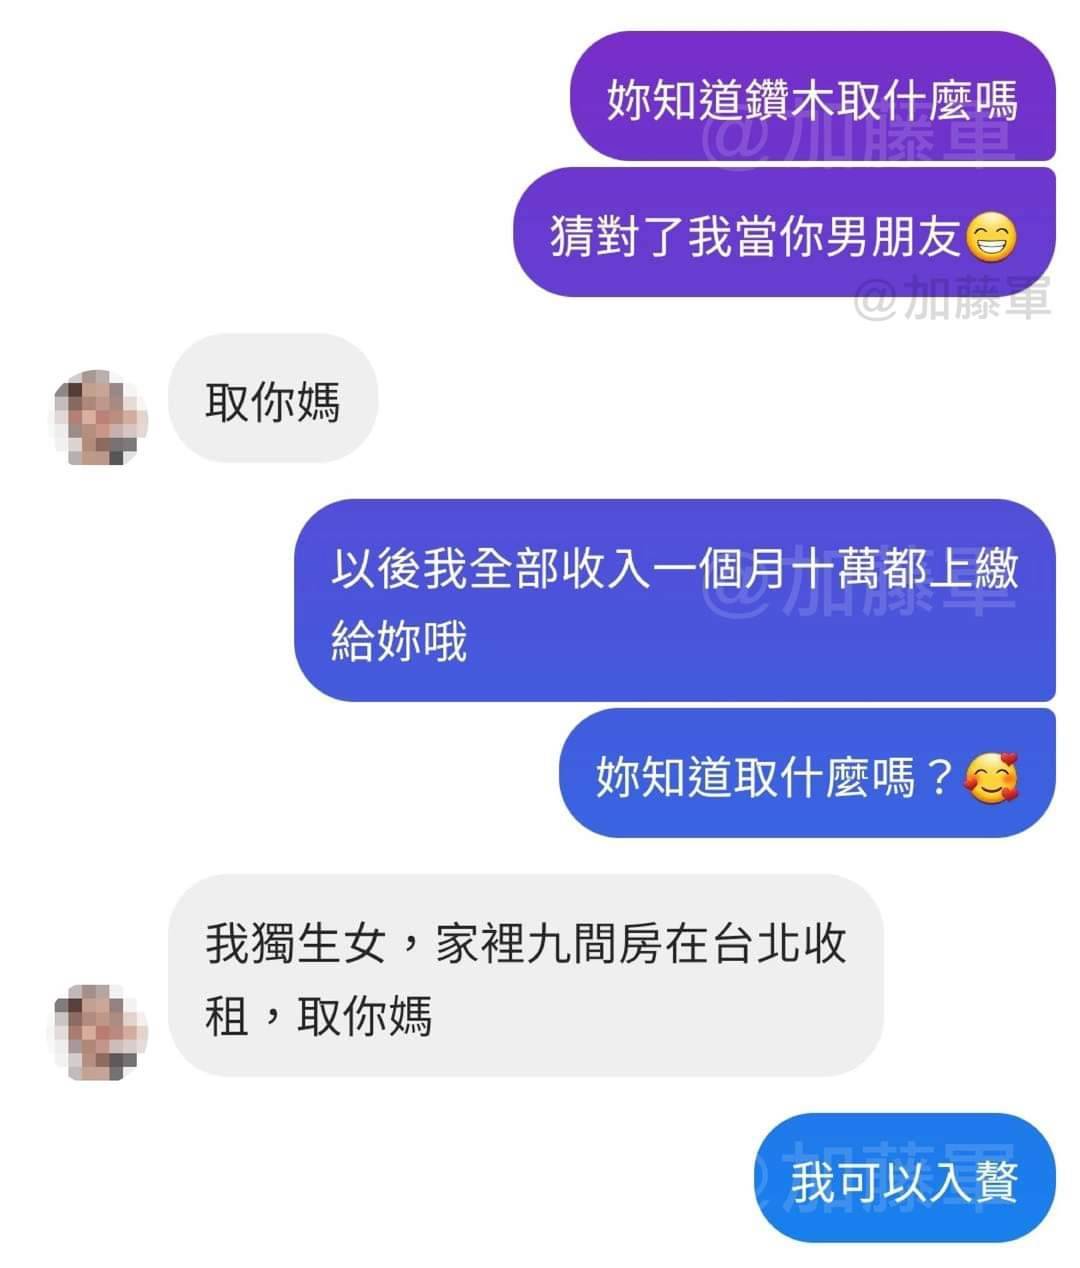 妳知道鑽木取什麼嗎
@加藤軍
猜對了我當你男朋友😁
@加藤軍
取你媽
以後我全部收入一個月十萬都上繳
@加藤軍
給妳哦
妳知道取什麼嗎？🥰
我獨生女，家裡九間房在台北收
租，取你媽
我可以入贅
@加藤軍